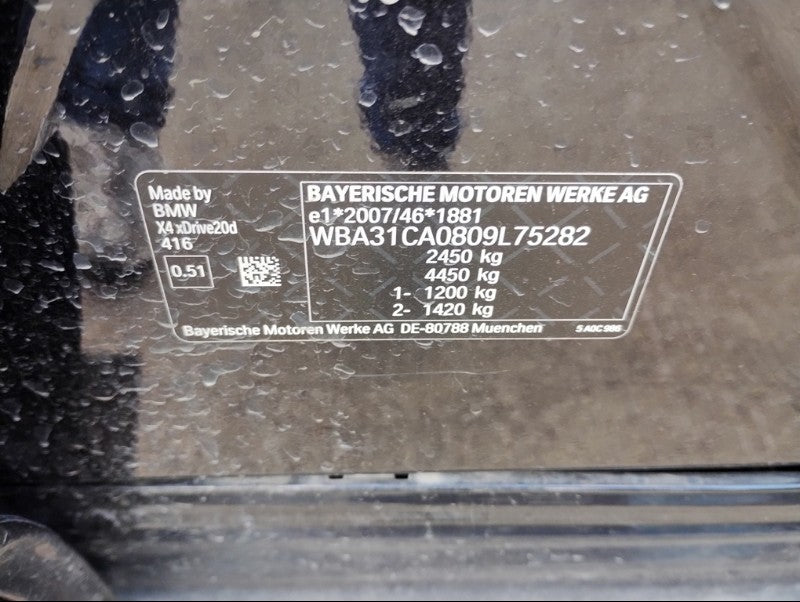 Made by
BMW
X4 xDrive20d
416
0.51
BAYERISCHE MOTOREN WERKE AG
e1*2007/46*1881
WBA31CA0809L75282
2450 kg
4450 kg
1- 1200 kg
2- 1420 kg
Bayerische Motoren Werke AG DE-80788 Muenchen